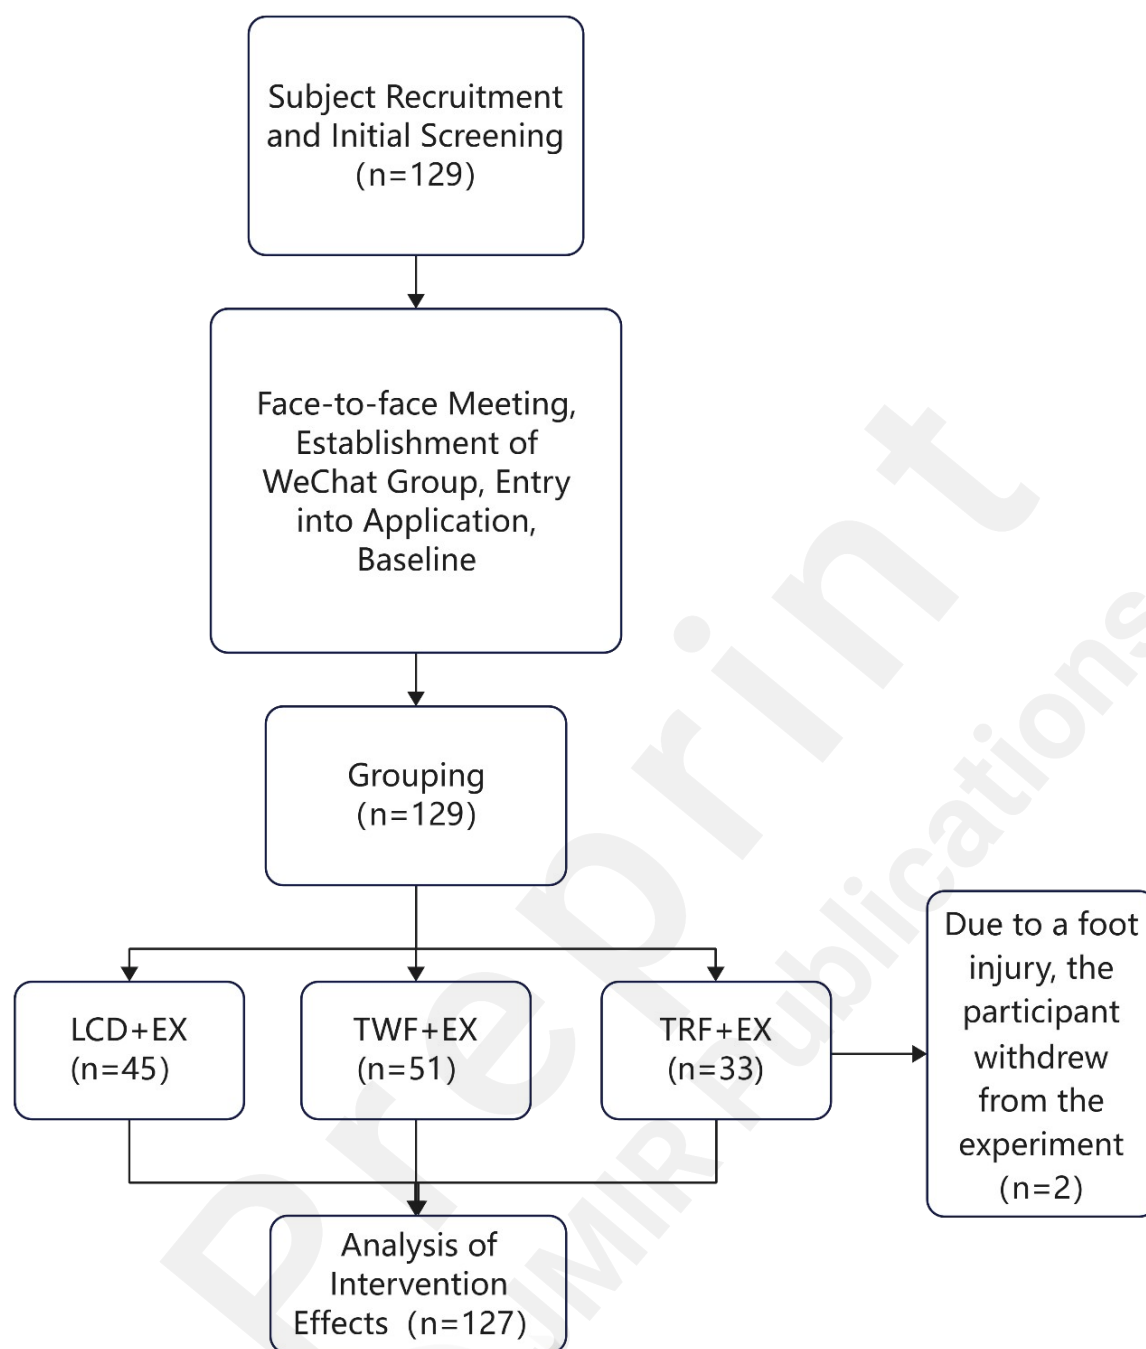 Subject Recruitment
and Initial Screening
(n=129)
Face-to-face Meeting,
Establishment of
WeChat Group, Entry
into Application,
Baseline
Grouping
(n=129)
LCD+EX
(n=45)
TWF+EX
(n=51)
TRF+EX
(n=33)
Due to a foot
injury, the
participant
withdrew
from the
experiment
(n=2)
Analysis of
Intervention
Effects (n=127)
Preprint
JMIR Publications